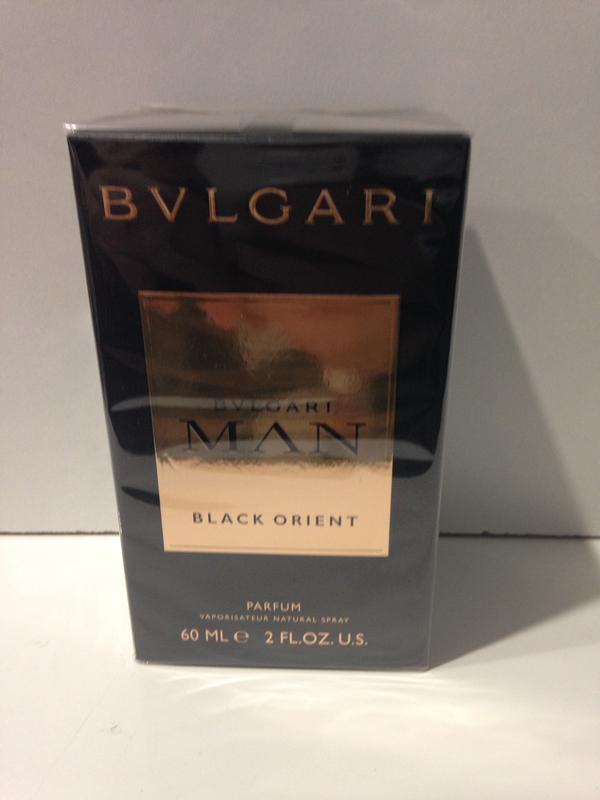 BVLGARI
BVLGARI
MAN
BLACK ORIENT
PARFUM
VAPORISATEUR NATURAL SPRAY
60 ML ℮ 2 FL.OZ. U.S.